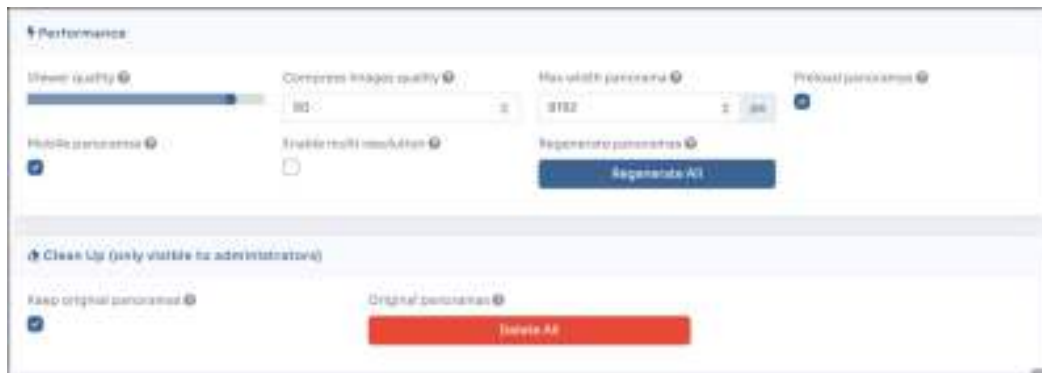 Performance
Viewer quality
Compress images quality
Max width panorama
Preload panoramas
90
8192
px
Mobile panoramas
Enable multi resolution
Regenerate panoramas
Regenerate All
Clean Up (only visible to administrators)
Keep original panoramas
Original panoramas
Delete All